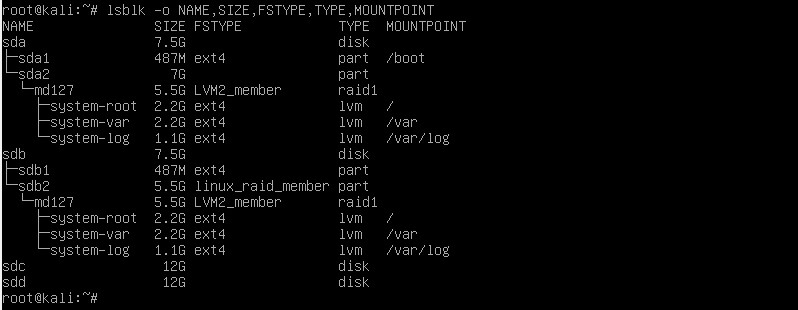 root@kali:~# lsblk -o NAME,SIZE,FSTYPE,TYPE,MOUNTPOINT
NAME                SIZE FSTYPE            TYPE  MOUNTPOINT
sda                 7.5G                   disk
├─sda1              487M ext4              part  /boot
└─sda2                7G                   part
  └─md127           5.5G LVM2_member       raid1
    ├─system-root   2.2G ext4              lvm   /
    ├─system-var    2.2G ext4              lvm   /var
    └─system-log    1.1G ext4              lvm   /var/log
sdb                 7.5G                   disk
├─sdb1              487M ext4              part
└─sdb2              5.5G linux_raid_member part
  └─md127           5.5G LVM2_member       raid1
    ├─system-root   2.2G ext4              lvm   /
    ├─system-var    2.2G ext4              lvm   /var
    └─system-log    1.1G ext4              lvm   /var/log
sdc                  12G                   disk
sdd                  12G                   disk
root@kali:~#